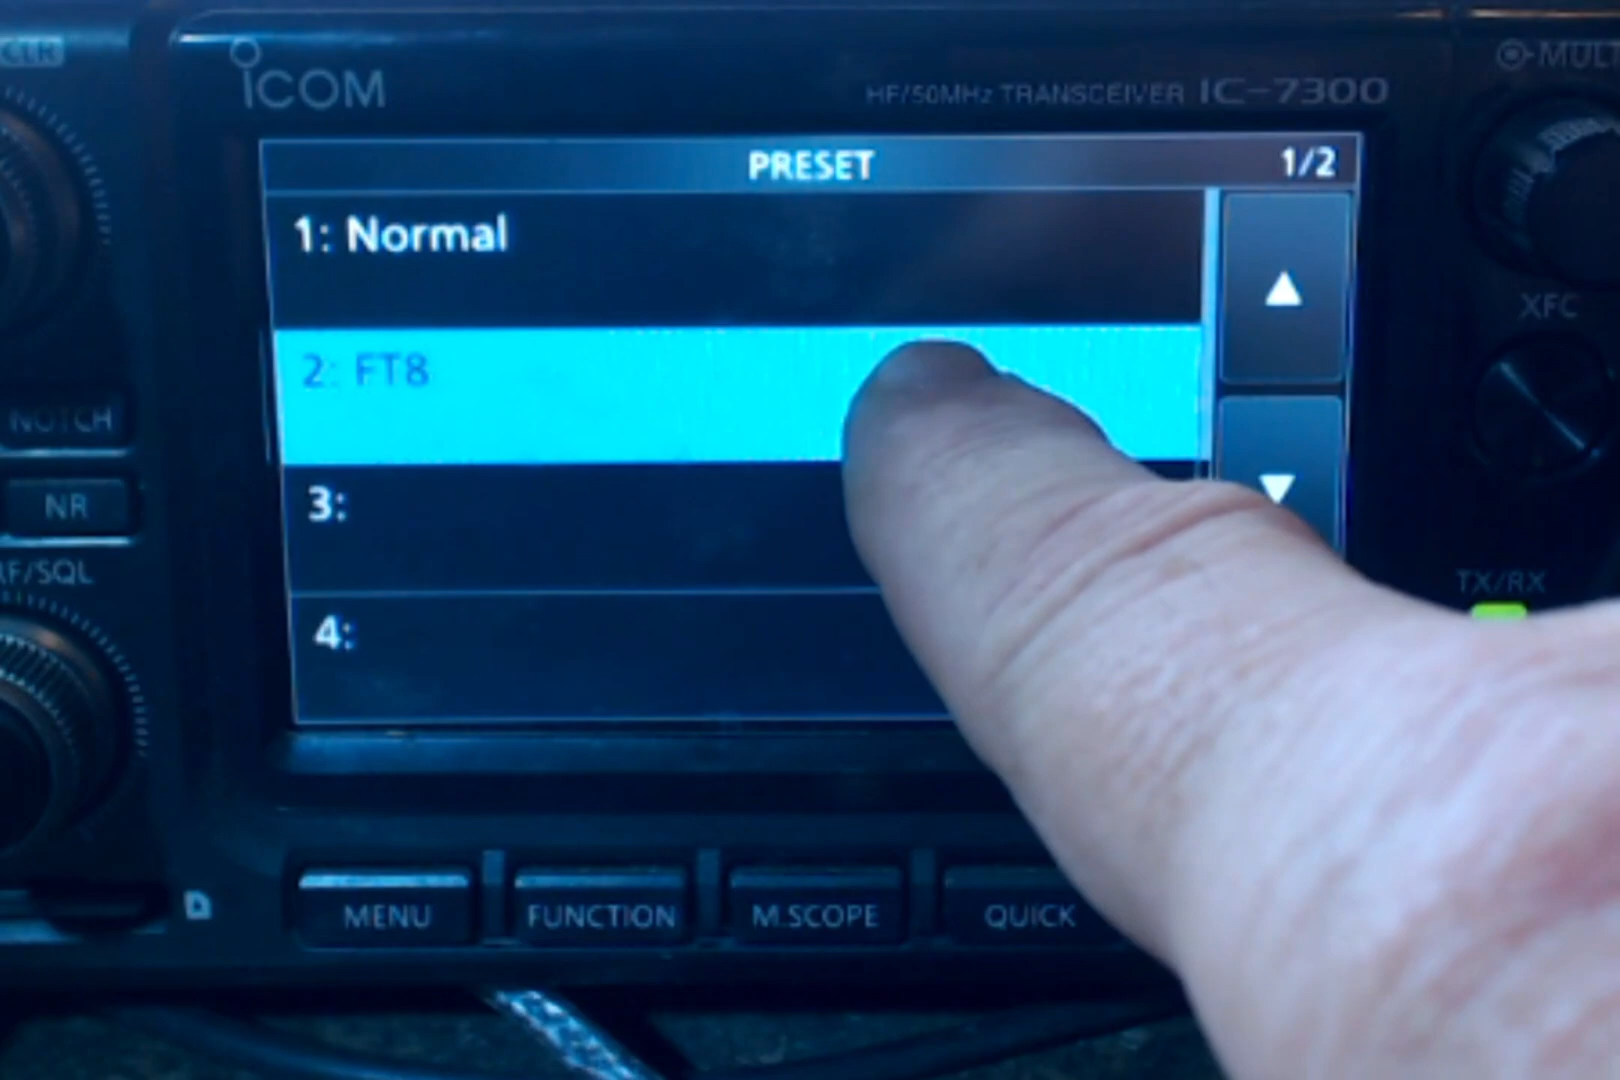 CLR
ICOM
HF/50MHz TRANSCEIVER IC-7300
MULT
PRESET
1/2
1: Normal
2: FT8
3:
4:
XFC
NOTCH
NR
RF/SQL
TX/RX
MENU
FUNCTION
M.SCOPE
QUICK